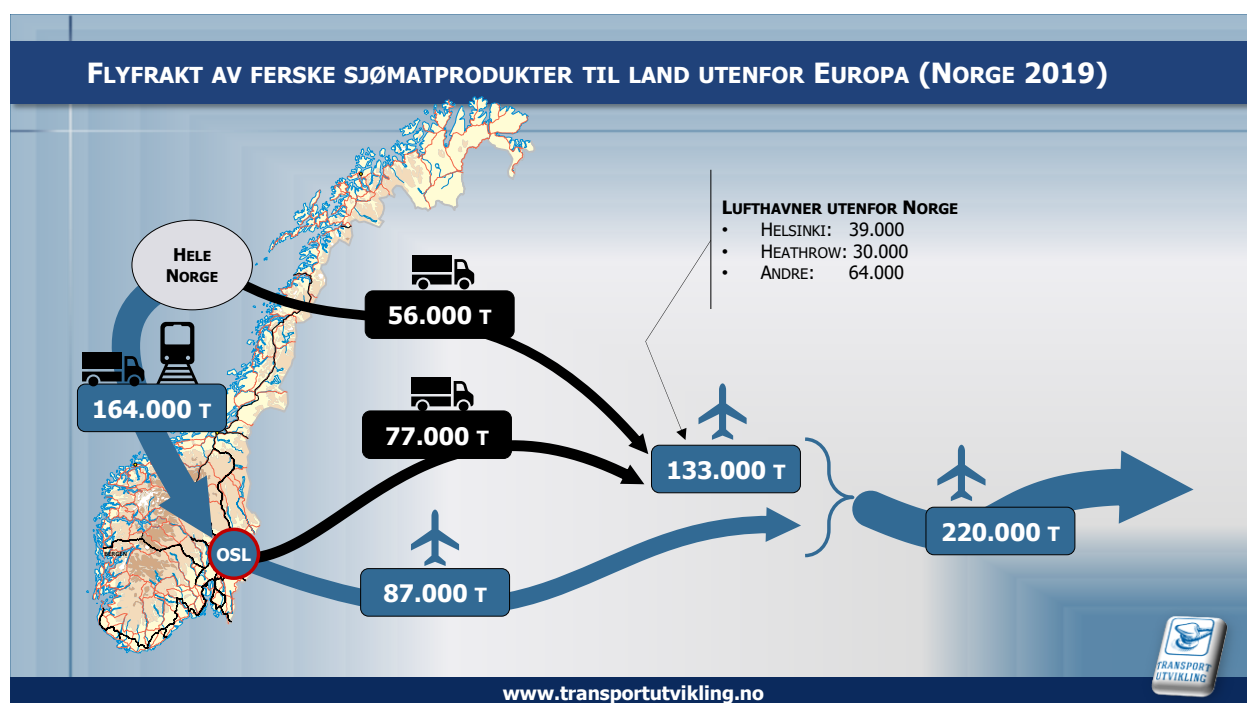 Flyfrakt av ferske sjømatprodukter til land utenfor Europa (Norge 2019)
Lufthavner utenfor Norge
• Helsinki: 39.000
• Heathrow: 30.000
• Andre: 64.000
Hele
Norge
56.000 t
164.000 t
77.000 t
133.000 t
220.000 t
OSL
BERGEN
87.000 t
TRANSPORT
UTVIKLING
www.transportutvikling.no